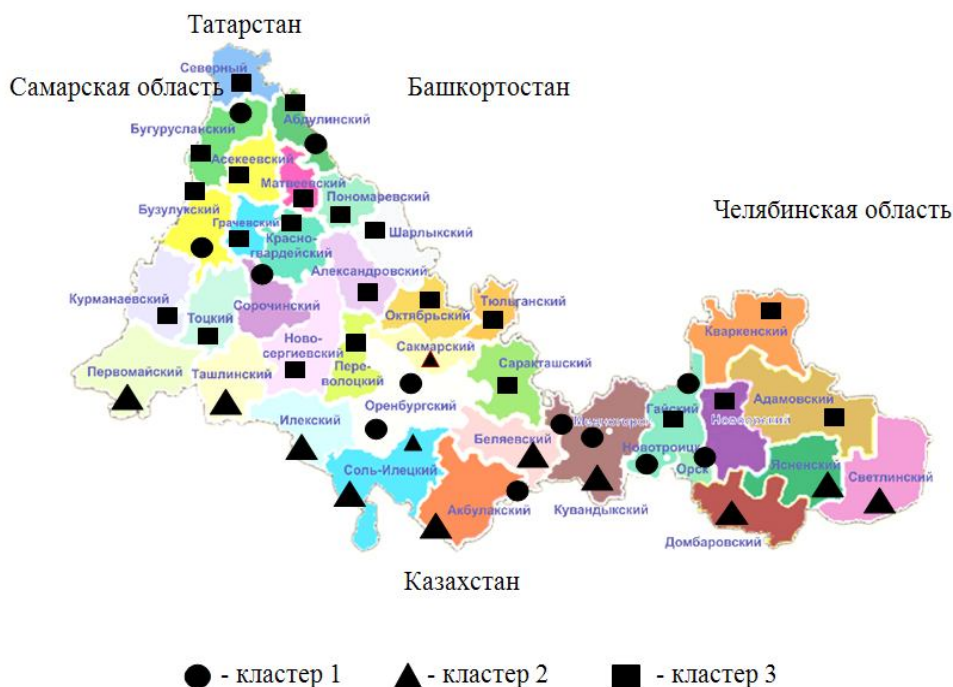 Татарстан
Северный
Самарская область
Башкортостан
Абдулинский
Бугурусланский
Асекеевский
Матвеевский
Пономаревский
Бузулукский
Грачевский
Шарлыкский
Красно-
гвардейский
Челябинская область
Александровский
Курманаевский
Тоцкий
Сорочинский
Октябрьский
Тюльганский
Кваркенский
Ново-
сергиевский
Сакмарский
Пере-
волоцкий
Саракташский
Первомайский
Ташлинский
Адамовский
Оренбургский
Гайский
Илекский
Беляевский
Новотроицк
Орск
Ясненский
Светлинский
Соль-Илецкий
Акбулакский
Кувандыкский
Домбаровский
Казахстан
- кластер 1
- кластер 2
- кластер 3